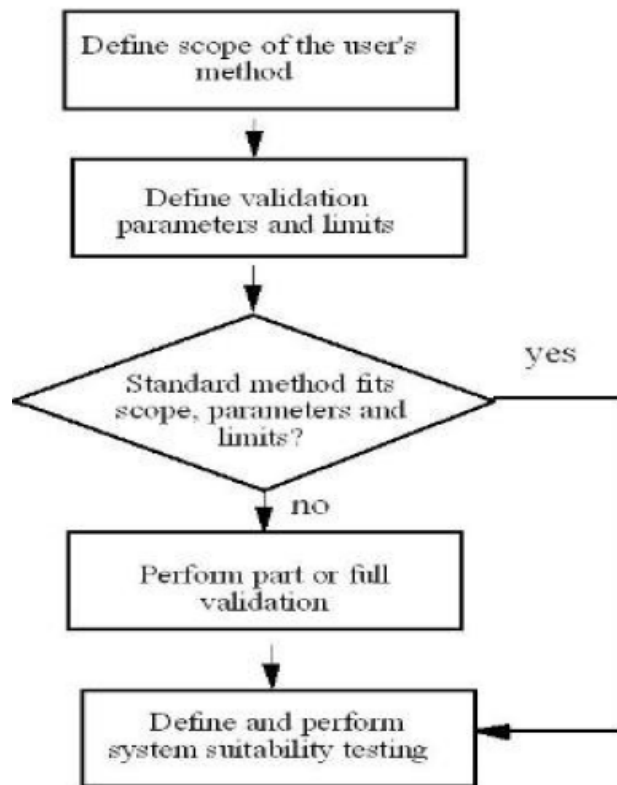 Define scope of the user's
method
Define validation
parameters and limits
yes
Standard method fits
scope, parameters and
limits?
no
Perform part or full
validation
Define and perform
system suitability testing